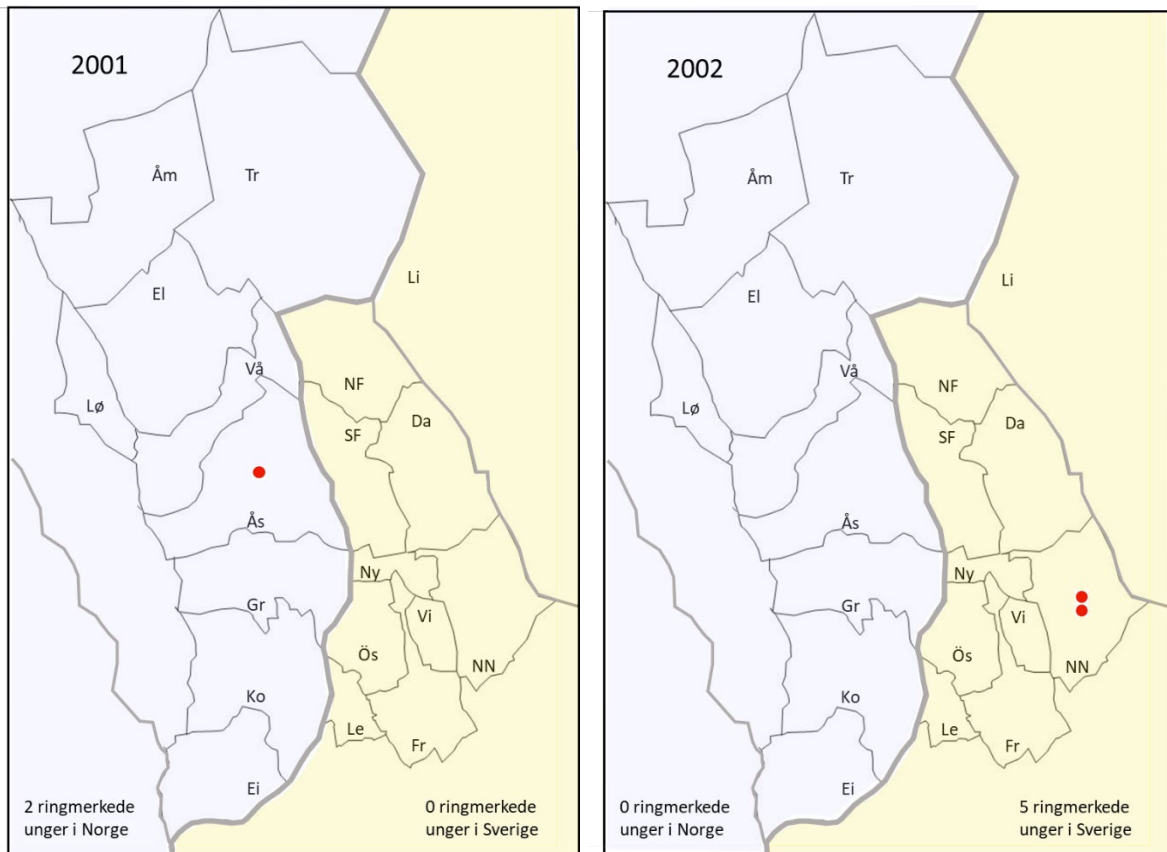 2001
Åm
Tr
Li
El
Vå
NF
Lø
Da
SF
Ås
Ny
Gr
Vi
Ös
NN
Ko
Le
Fr
Ei
2 ringmerkede
unger i Norge
0 ringmerkede
unger i Sverige
2002
Åm
Tr
Li
El
Vå
NF
Lø
Da
SF
Ås
Ny
Gr
Vi
Ös
NN
Ko
Le
Fr
Ei
0 ringmerkede
unger i Norge
5 ringmerkede
unger i Sverige